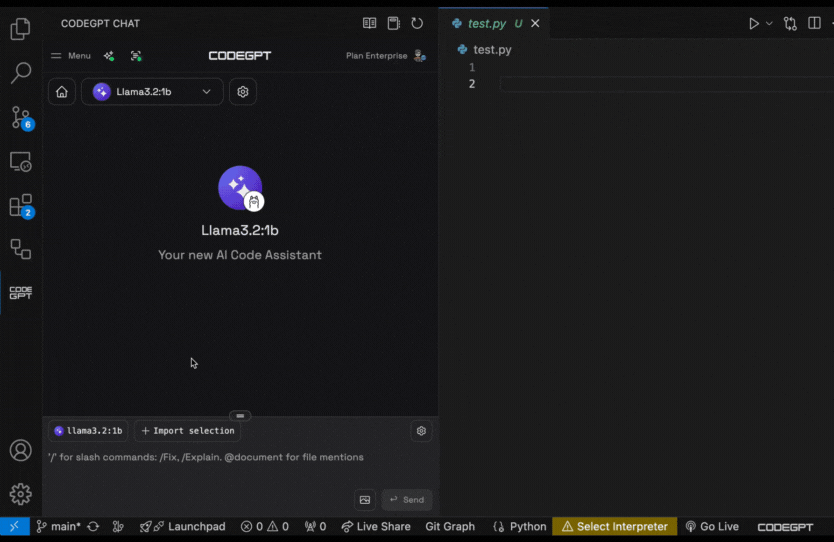 CODEGPT CHAT
test.py U
Menu
CODEGPT
Plan Enterprise
test.py
1
2
Llama3.2:1b
6
2
Llama3.2:1b
Your new AI Code Assistant
CODE
GPT
llama3.2:1b
+ Import selection
'/' for slash commands: /Fix, /Explain. @document for file mentions
Send
main* Launchpad 0 0 0 Live Share Git Graph Python Select Interpreter Go Live CODEGPT